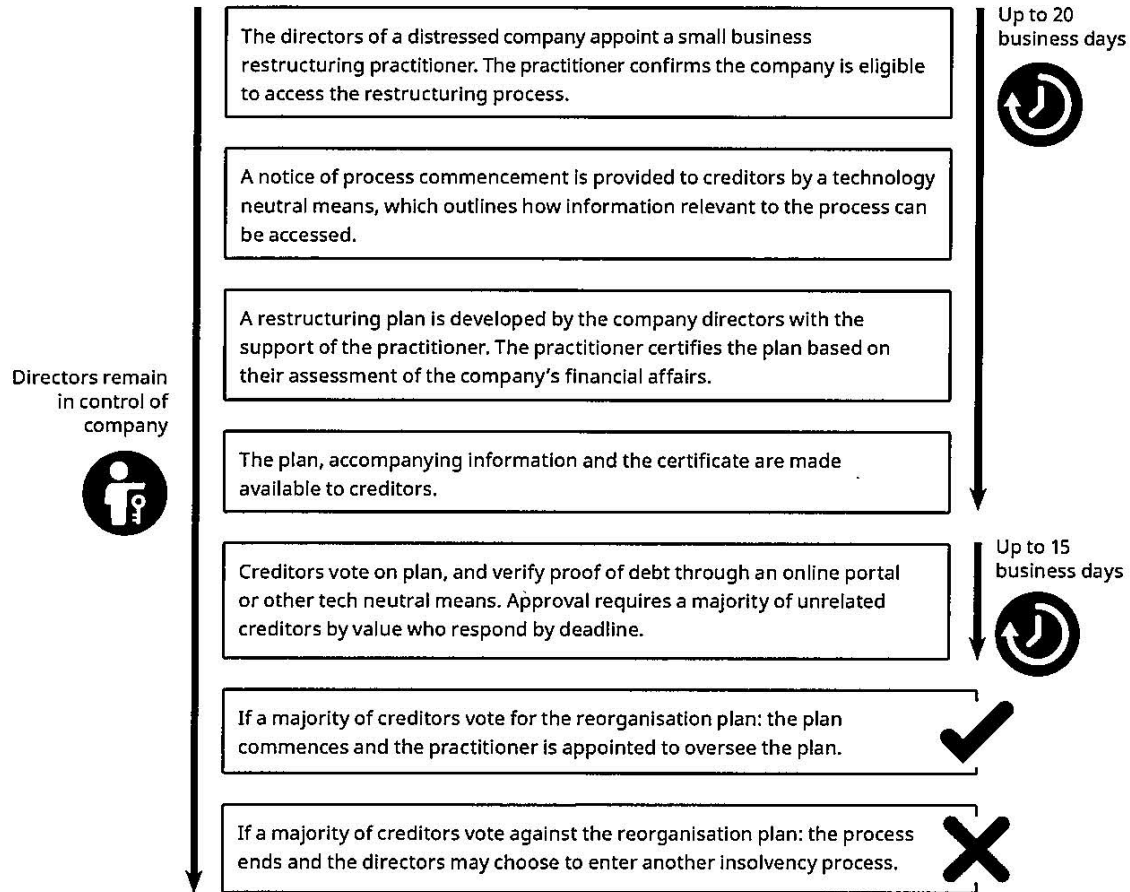 Up to 20
business days
The directors of a distressed company appoint a small business
restructuring practitioner. The practitioner confirms the company is eligible
to access the restructuring process.
A notice of process commencement is provided to creditors by a technology
neutral means, which outlines how information relevant to the process can
be accessed.
A restructuring plan is developed by the company directors with the
support of the practitioner. The practitioner certifies the plan based on
their assessment of the company's financial affairs.
Directors remain
in control of
company
The plan, accompanying information and the certificate are made
available to creditors.
Up to 15
business days
Creditors vote on plan, and verify proof of debt through an online portal
or other tech neutral means. Approval requires a majority of unrelated
creditors by value who respond by deadline.
If a majority of creditors vote for the reorganisation plan: the plan
commences and the practitioner is appointed to oversee the plan.
If a majority of creditors vote against the reorganisation plan: the process
ends and the directors may choose to enter another insolvency process.